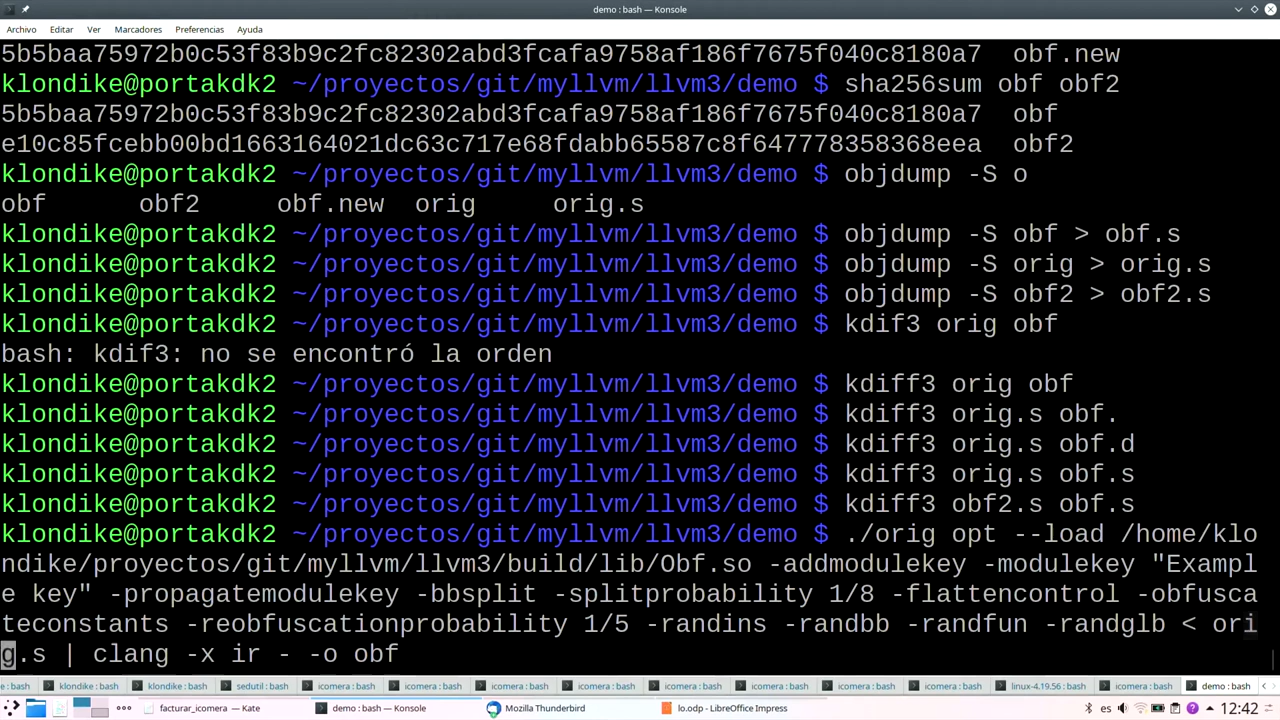 demo : bash — Konsole
Archivo Editar Ver Marcadores Preferencias Ayuda
5b5baa75972b0c53f83b9c2fc82302abd3fcafa9758af186f7675f040c8180a7 obf.new
klondike@portakdk2 ~/proyectos/git/myllvm/llvm3/demo $ sha256sum obf obf2
5b5baa75972b0c53f83b9c2fc82302abd3fcafa9758af186f7675f040c8180a7 obf
e10c85fcebb00bd1663164021dc63c717e68fdabb65587c8f647778358368eea obf2
klondike@portakdk2 ~/proyectos/git/myllvm/llvm3/demo $ objdump -S o
obf obf2 obf.new orig orig.s
klondike@portakdk2 ~/proyectos/git/myllvm/llvm3/demo $ objdump -S obf > obf.s
klondike@portakdk2 ~/proyectos/git/myllvm/llvm3/demo $ objdump -S orig > orig.s
klondike@portakdk2 ~/proyectos/git/myllvm/llvm3/demo $ objdump -S obf2 > obf2.s
klondike@portakdk2 ~/proyectos/git/myllvm/llvm3/demo $ kdif3 orig obf
bash: kdif3: no se encontró la orden
klondike@portakdk2 ~/proyectos/git/myllvm/llvm3/demo $ kdiff3 orig obf
klondike@portakdk2 ~/proyectos/git/myllvm/llvm3/demo $ kdiff3 orig.s obf.
klondike@portakdk2 ~/proyectos/git/myllvm/llvm3/demo $ kdiff3 orig.s obf.d
klondike@portakdk2 ~/proyectos/git/myllvm/llvm3/demo $ kdiff3 orig.s obf.s
klondike@portakdk2 ~/proyectos/git/myllvm/llvm3/demo $ kdiff3 obf2.s obf.s
klondike@portakdk2 ~/proyectos/git/myllvm/llvm3/demo $ ./orig opt --load /home/klo
ndike/proyectos/git/myllvm/llvm3/build/lib/Obf.so -addmodulekey -modulekey "Exampl
e key" -propagatemodulekey -bbsplit -splitprobability 1/8 -flattencontrol -obfusca
teconstants -reobfuscationprobability 1/5 -randins -randbb -randfun -randglb < ori
g.s | clang -x ir - -o obf
e : bash klondike : bash klondike : bash sedutil : bash icomera : bash icomera : bash icomera : bash icomera : bash icomera : bash icomera : bash icomera : bash icomera : bash linux-4.19.56 : bash icomera : bash demo : bash
facturar_icomera — Kate demo : bash — Konsole Mozilla Thunderbird lo.odp - LibreOffice Impress es 12:42